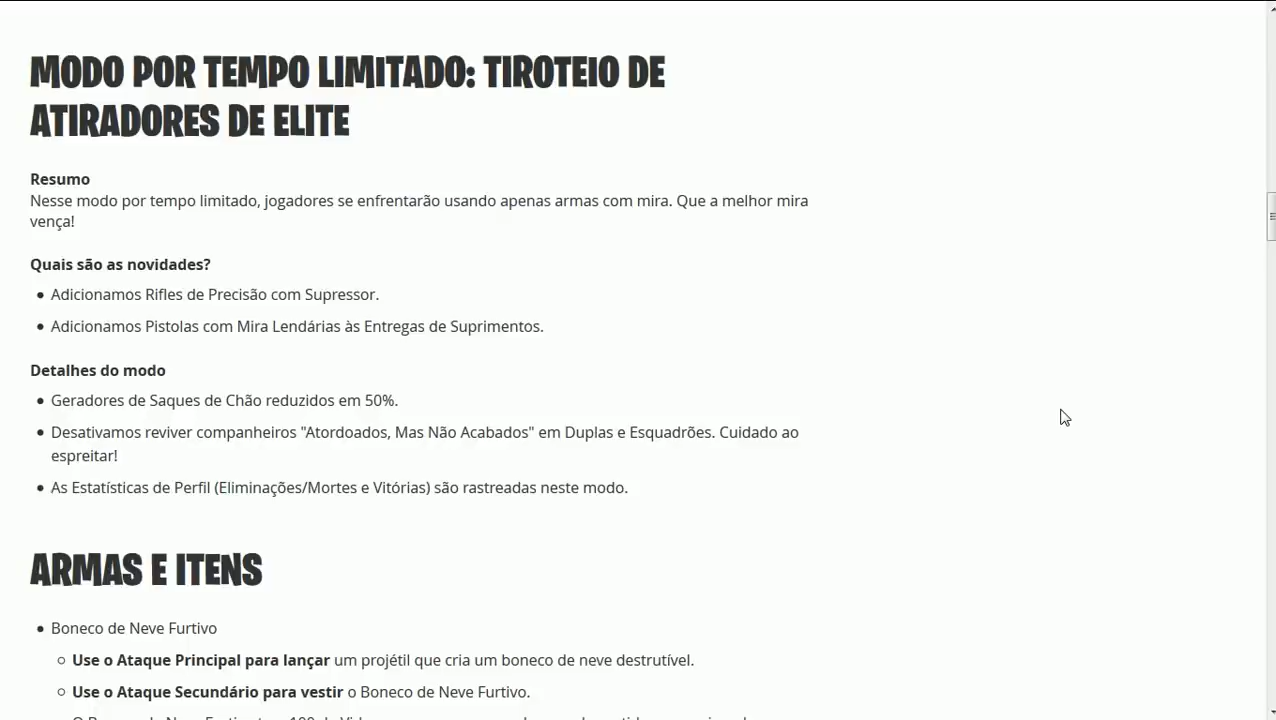 MODO POR TEMPO LIMITADO: TIROTEIO DE
ATIRADORES DE ELITE
Resumo
Nesse modo por tempo limitado, jogadores se enfrentarão usando apenas armas com mira. Que a melhor mira
vença!
Quais são as novidades?
Adicionamos Rifles de Precisão com Supressor.
Adicionamos Pistolas com Mira Lendárias às Entregas de Suprimentos.
Detalhes do modo
Geradores de Saques de Chão reduzidos em 50%.
Desativamos reviver companheiros "Atordoados, Mas Não Acabados" em Duplas e Esquadrões. Cuidado ao
espreitar!
As Estatísticas de Perfil (Eliminações/Mortes e Vitórias) são rastreadas neste modo.
ARMAS E ITENS
Boneco de Neve Furtivo
Use o Ataque Principal para lançar um projétil que cria um boneco de neve destrutível.
Use o Ataque Secundário para vestir o Boneco de Neve Furtivo.